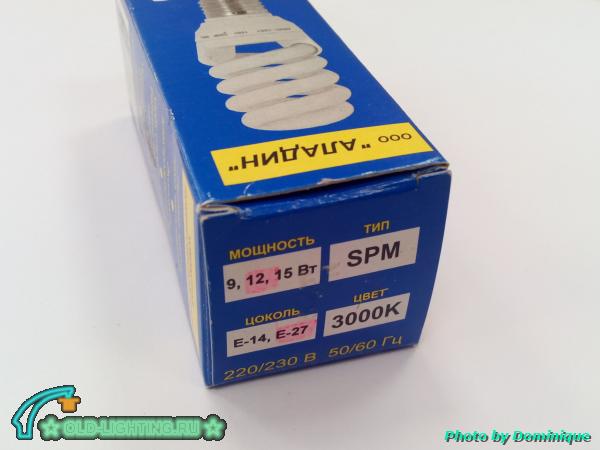 ООО "АЛАДИН"
МОЩНОСТЬ
9, 12, 15 Вт
ТИП
SPM
ЦОКОЛЬ
E-14, E-27
ЦВЕТ
3000K
220/230 В 50/60 Гц
OLD-LIGHTING.RU
Photo by Dominique